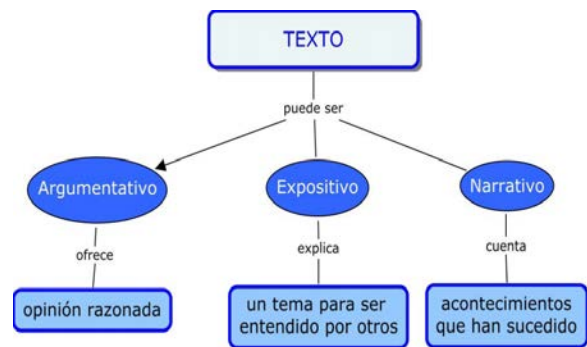 TEXTO
puede ser
Argumentativo
Expositivo
Narrativo
ofrece
explica
cuenta
opinión razonada
un tema para ser
entendido por otros
acontecimientos
que han sucedido